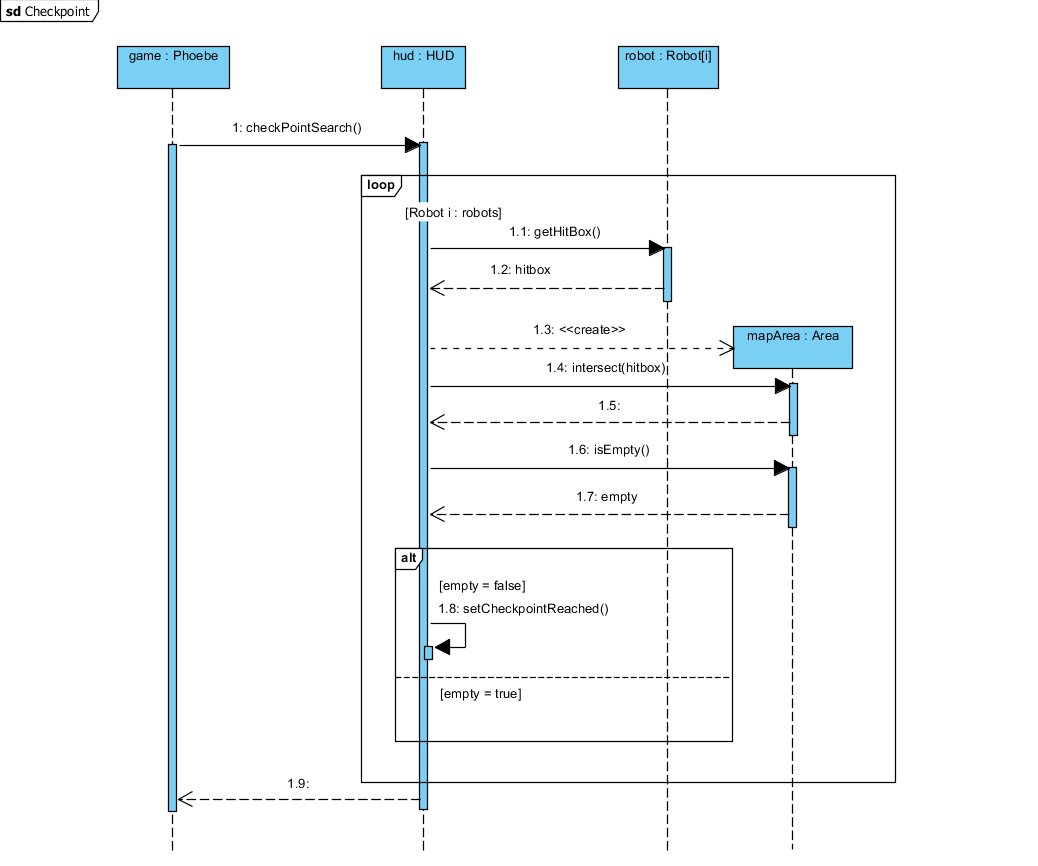 sd Checkpoint
game : Phoebe
hud : HUD
robot : Robot[i]
1: checkPointSearch()
loop
[Robot i : robots]
1.1: getHitBox()
1.2: hitbox
1.3: <<create>>
mapArea : Area
1.4: intersect(hitbox)
1.5:
1.6: isEmpty()
1.7: empty
alt
[empty = false]
1.8: setCheckpointReached()
[empty = true]
1.9: